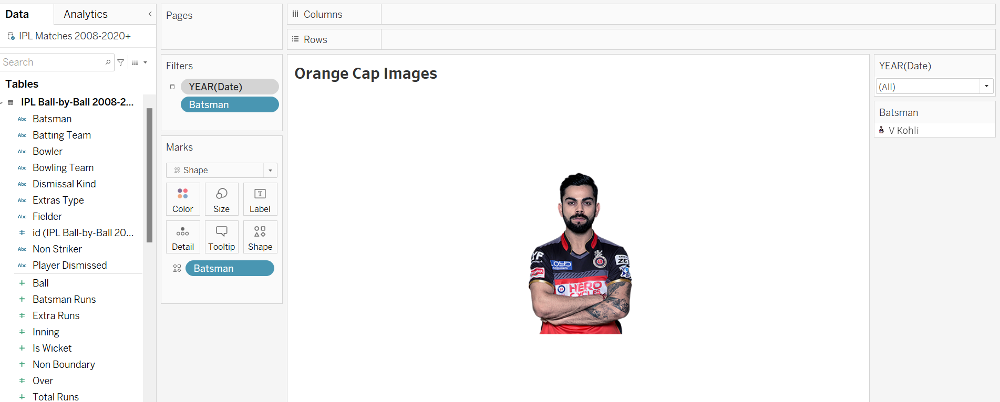 Data
Analytics
IPL Matches 2008-2020+
Search
Tables
IPL Ball-by-Ball 2008-2...
Abc Batsman
Abc Batting Team
Abc Bowler
Abc Bowling Team
Abc Dismissal Kind
Abc Extras Type
Abc Fielder
# id (IPL Ball-by-Ball 20...
Abc Non Striker
Abc Player Dismissed
# Ball
# Batsman Runs
# Extra Runs
# Inning
# Is Wicket
# Non Boundary
# Over
# Total Runs
Pages
Filters
YEAR(Date)
Batsman
Marks
Shape
Color
Size
T
Label
Detail
Tooltip
Shape
Batsman
Columns
Rows
Orange Cap Images
HERO
CYCLES
YEAR(Date)
(All)
Batsman
V Kohli